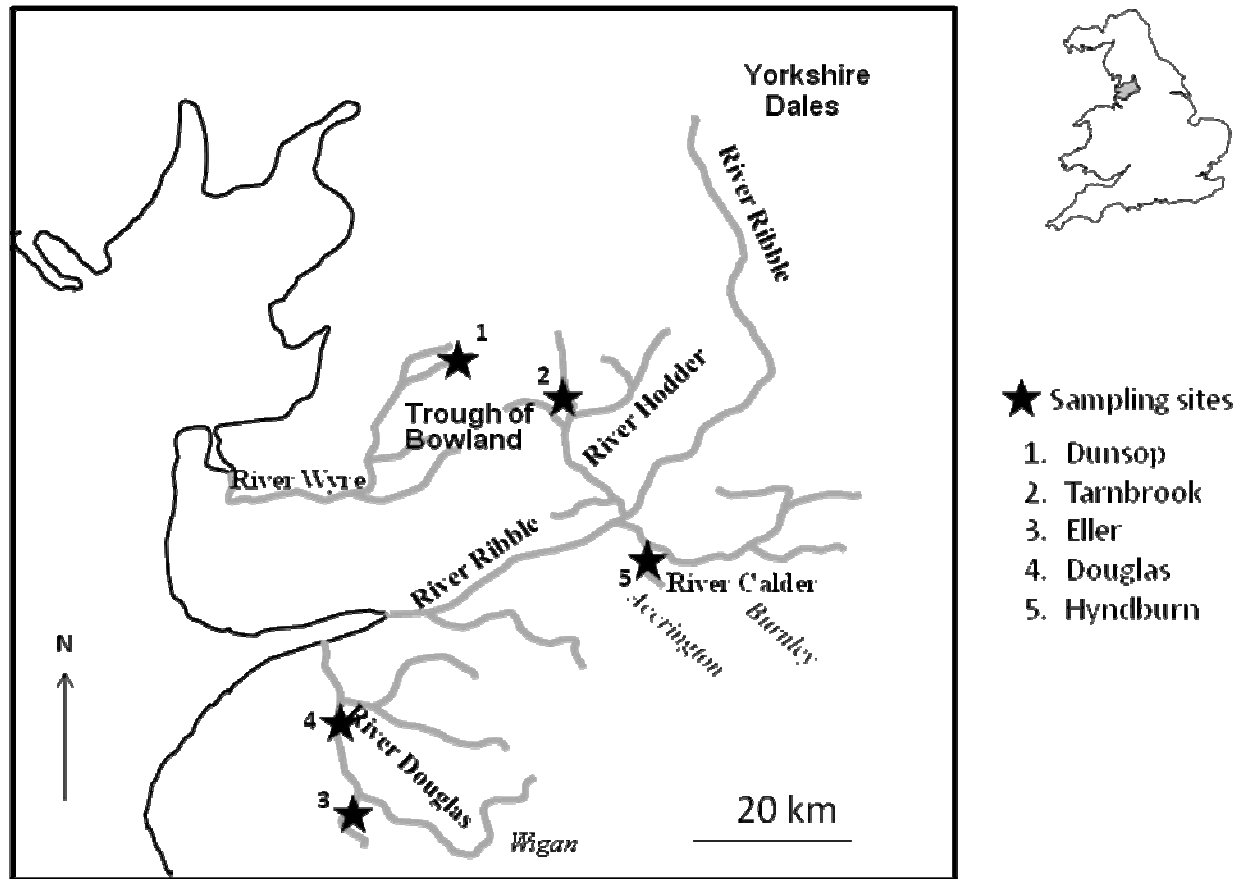 Yorkshire
Dales
River Ribble
1
2
Trough of
Bowland
River Hodder
River Wyre
River Ribble
5
River Calder
Accrington
Burnley
N
4
River Douglas
3
Wigan
20 km
Sampling sites
1. Dunsop
2. Tarnbrook
3. Eller
4. Douglas
5. Hyndburn